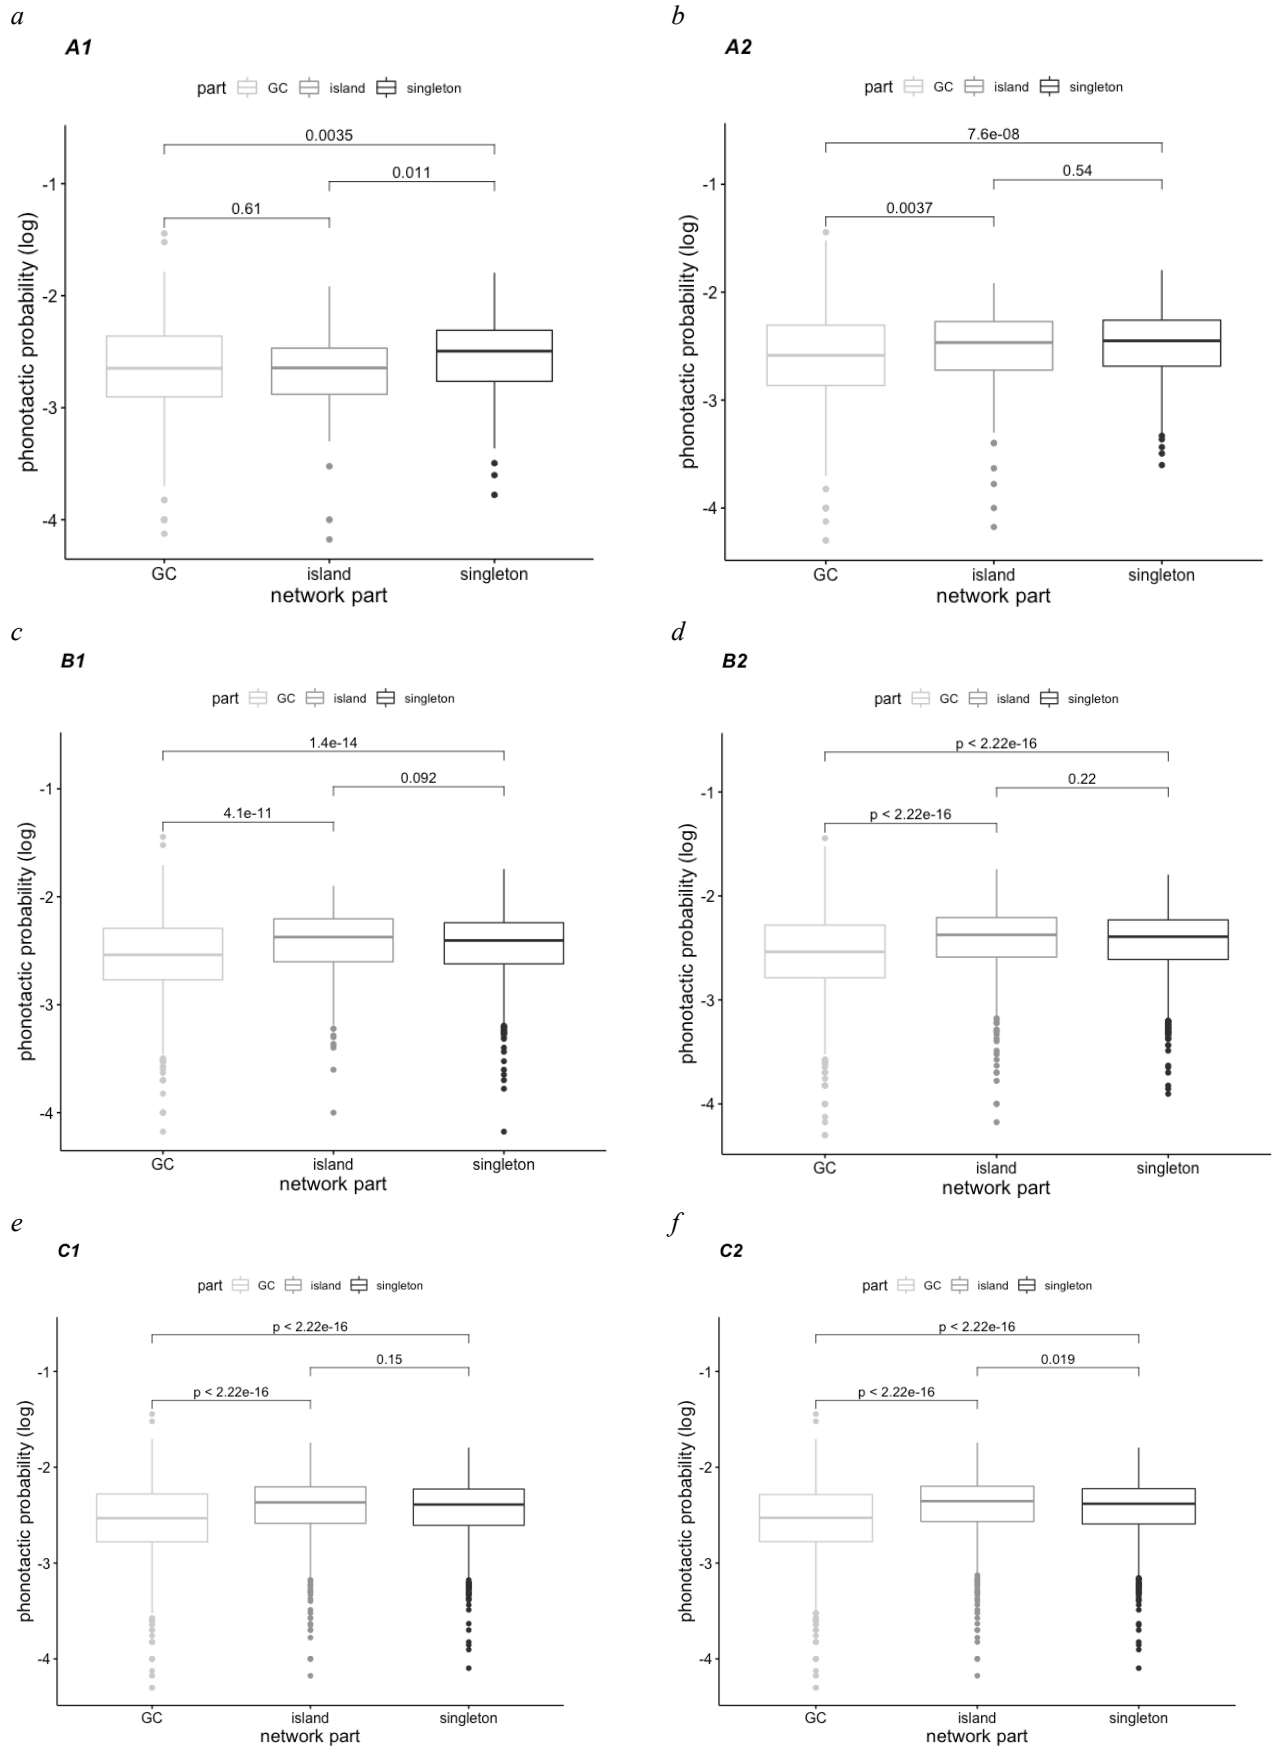 a
A1
part GC island singleton
0.0035
0.011
0.61
-1
-2
-3
-4
phonotactic probability (log)
GC island singleton
network part
b
A2
part GC island singleton
7.6e-08
0.54
0.0037
-1
-2
-3
-4
phonotactic probability (log)
GC island singleton
network part
c
B1
part GC island singleton
1.4e-14
0.092
4.1e-11
-1
-2
-3
-4
phonotactic probability (log)
GC island singleton
network part
d
B2
part GC island singleton
p < 2.22e-16
0.22
p < 2.22e-16
-1
-2
-3
-4
phonotactic probability (log)
GC island singleton
network part
e
C1
part GC island singleton
p < 2.22e-16
0.15
p < 2.22e-16
-1
-2
-3
-4
phonotactic probability (log)
GC island singleton
network part
f
C2
part GC island singleton
p < 2.22e-16
0.019
p < 2.22e-16
-1
-2
-3
-4
phonotactic probability (log)
GC island singleton
network part